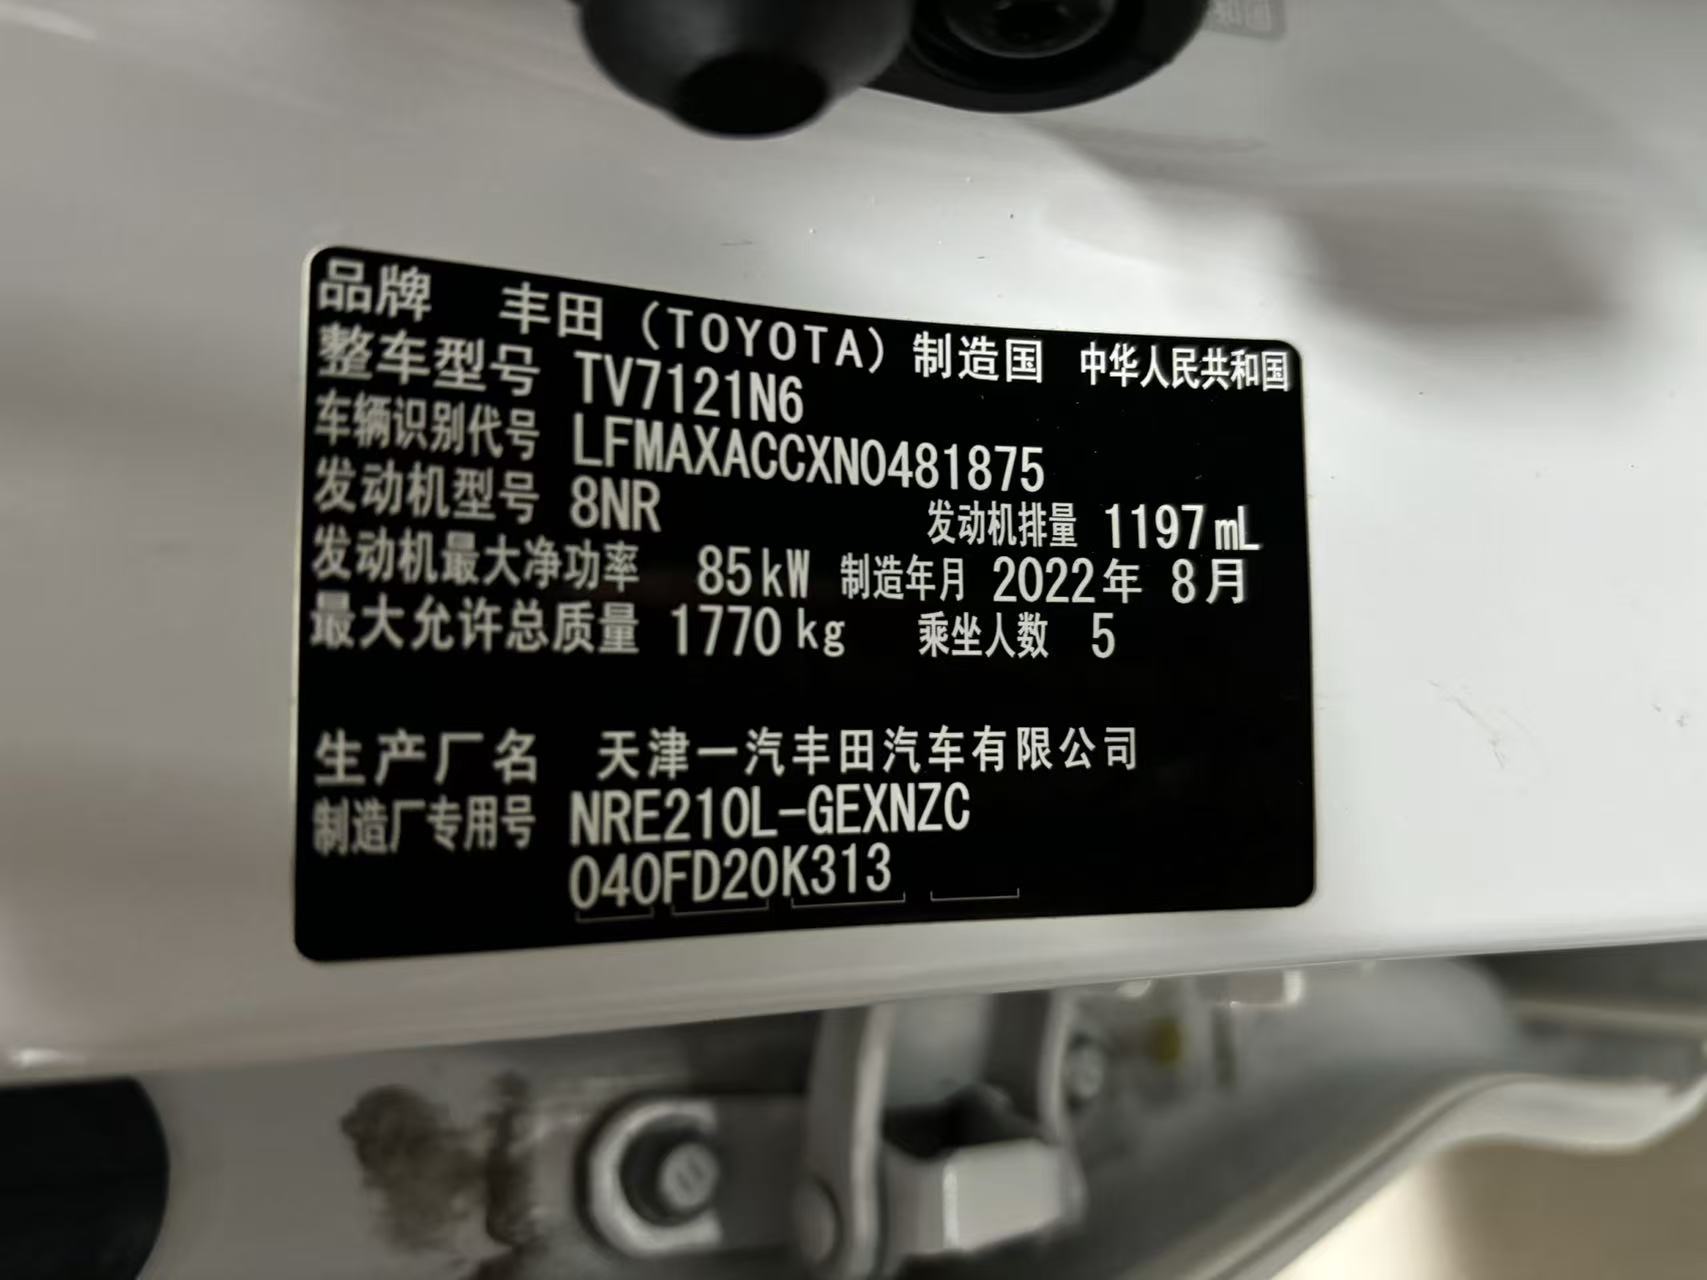 品牌 丰田（TOYOTA）制造国 中华人民共和国
整车型号 TV7121N6
车辆识别代号 LFMAXACCXN0481875
发动机型号 8NR 发动机排量 1197mL
发动机最大净功率 85kW 制造年月 2022年 8月
最大允许总质量 1770kg 乘坐人数 5
生产厂名 天津一汽丰田汽车有限公司
制造厂专用号 NRE210L-GEXNZC
040FD20K313